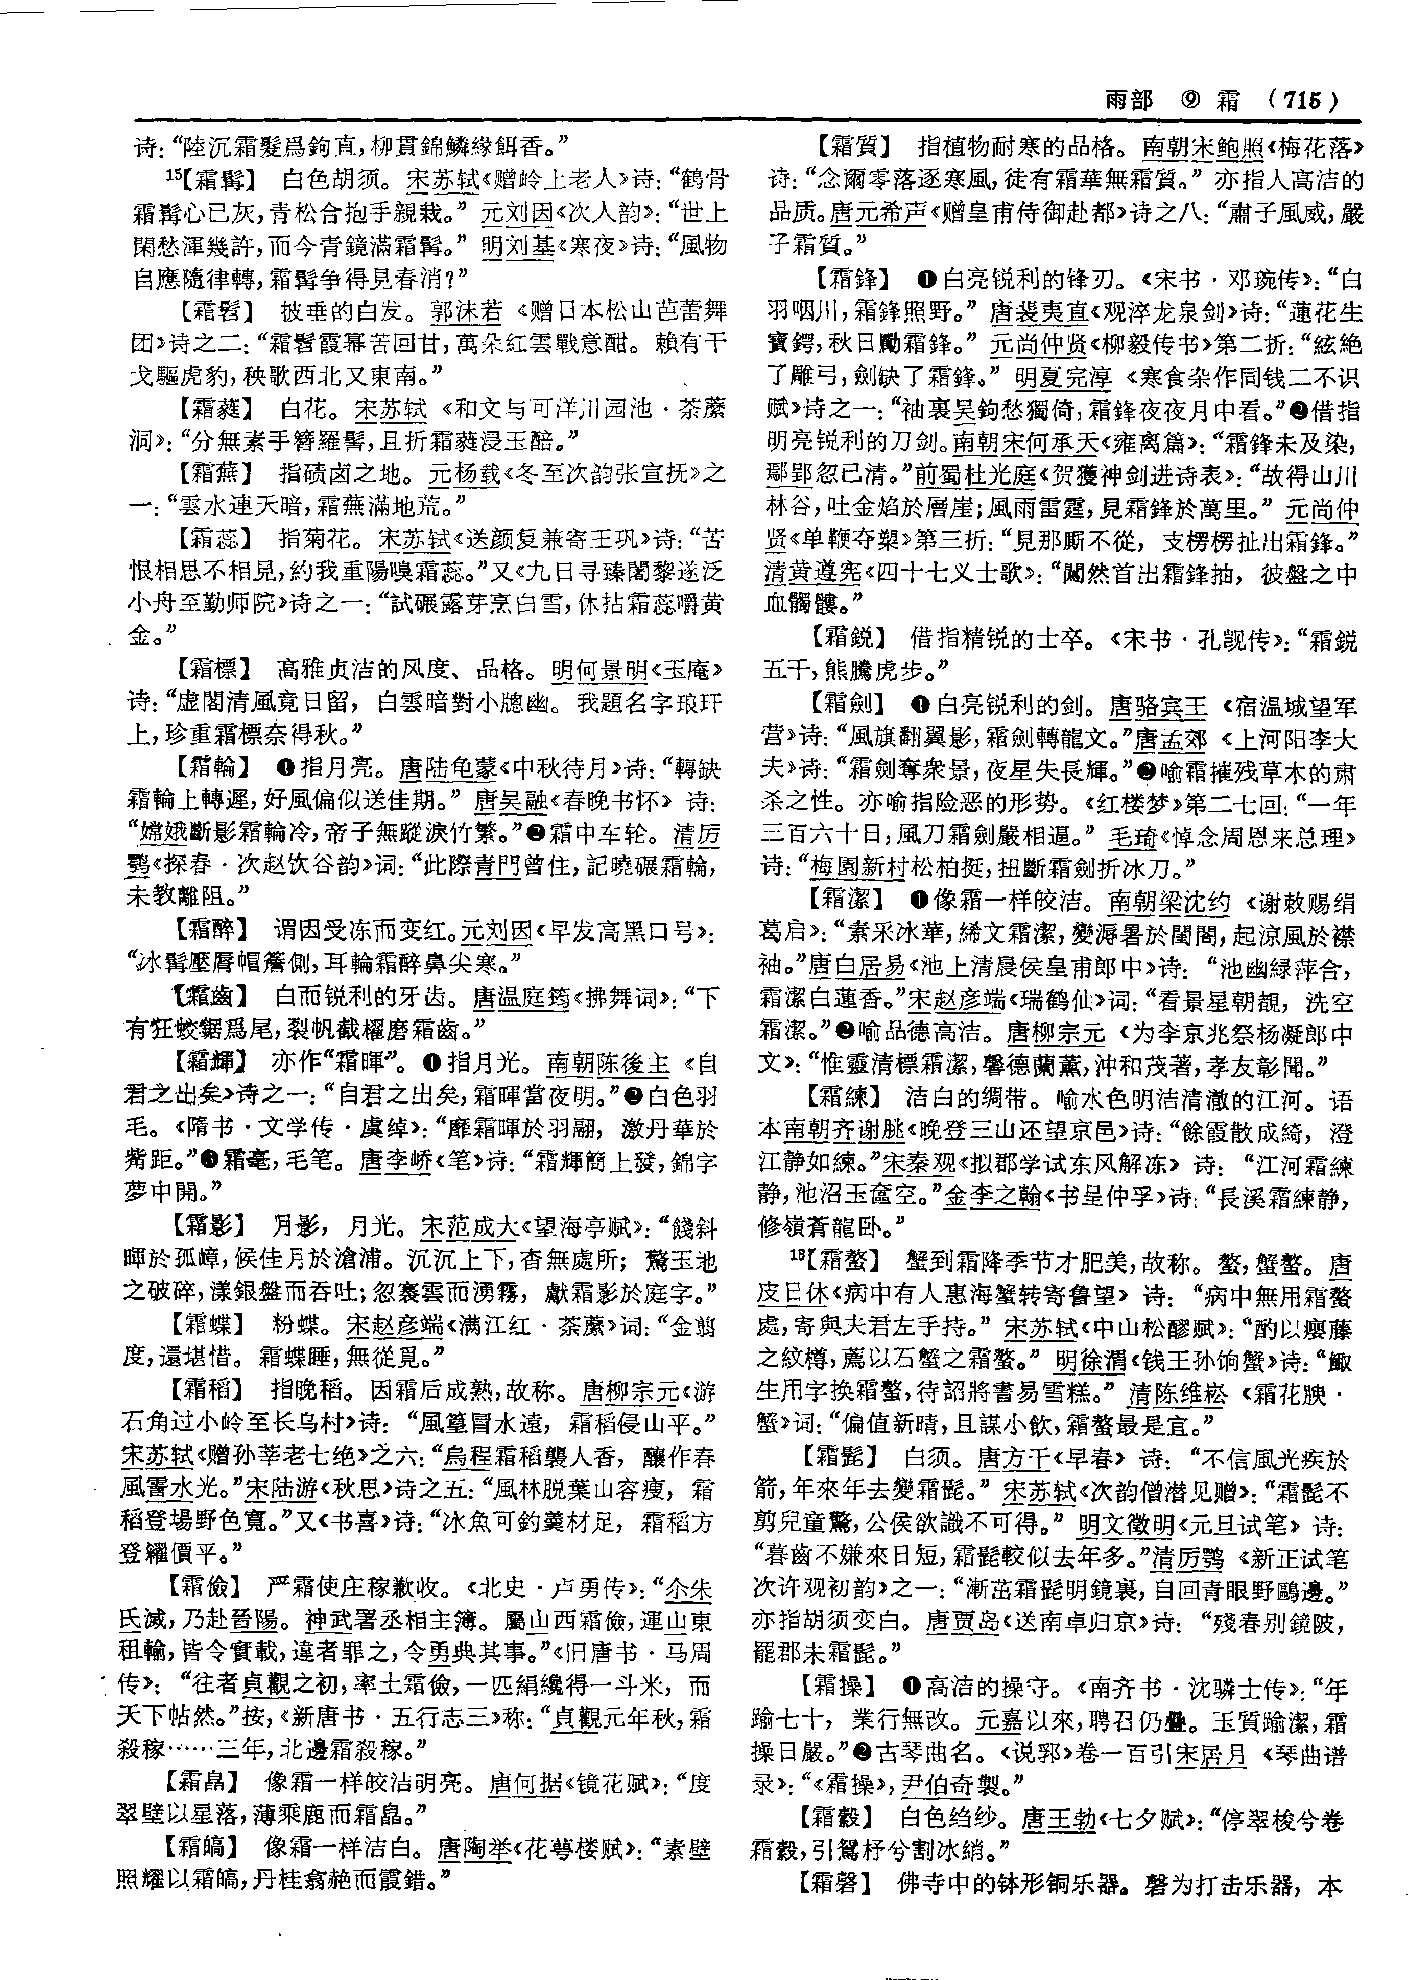 雨部 ⑨ 霜 (715)
诗：“陸沉霜髮爲鉤直，柳貫錦鱗緣餌香。”
15【霜髯】 白色胡须。宋苏轼《赠岭上老人》诗：“鹤骨
霜髯心已灰，青松合抱手親栽。” 元刘因《次人韵》：“世上
閑愁渾幾許，而今青鏡滿霜髯。” 明刘基《寒夜》诗：“風物
自應隨律轉，霜髯争得見春消？”
【霜髫】 披垂的白发。郭沫若《赠日本松山芭蕾舞
团》诗之二：“霜髫霞冪苦回甘，萬朵紅雲戰意酣。賴有干
戈驅虎豹，秧歌西北又東南。”
【霜蕤】 白花。宋苏轼《和文与可洋川园池·荼䕷
洞》：“分無素手簪羅髻，且折霜蕤浸玉醅。”
【霜蕪】 指碛卤之地。元杨载《冬至次韵张宣抚》之
一：“雲水連天暗，霜蕪滿地荒。”
【霜蕊】 指菊花。宋苏轼《送颜复兼寄王巩》诗：“苦
恨相思不相見，約我重陽嗅霜蕊。”又《九日寻臻闍黎遂泛
小舟至勤师院》诗之一：“試碾露芽烹白雪，休拈霜蕊嚼黄
金。”
【霜標】 高雅贞洁的风度、品格。明何景明《玉庵》
诗：“虚閣清風竟日留，白雲暗對小牕幽。我題名字琅玕
上，珍重霜標奈得秋。”
【霜輪】 ❶指月亮。唐陆龟蒙《中秋待月》诗：“轉缺
霜輪上轉遲，好風偏似送佳期。” 唐吴融《春晚书怀》诗：
“嫦娥斷影霜輪冷，帝子無蹤淚竹繁。”❷霜中车轮。清厉
鹗《探春·次赵饮谷韵》词：“此際青門曾住，記曉碾霜輪，
未教離阻。”
【霜醉】 谓因受冻而变红。元刘因《早发高黑口号》：
“冰髯壓脣帽簷側，耳輪霜醉鼻尖寒。”
【霜齒】 白而锐利的牙齿。唐温庭筠《拂舞词》：“下
有狂蛟鋸爲尾，裂帆截櫂磨霜齒。”
【霜輝】 亦作“霜暉”。❶指月光。南朝陈後主《自
君之出矣》诗之一：“自君之出矣，霜暉當夜明。”❷白色羽
毛。《隋书·文学传·虞绰》：“靡霜暉於羽翮，激丹華於
觜距。”❸霜毫，毛笔。唐李峤《笔》诗：“霜輝簡上發，錦字
夢中開。”
【霜影】 月影，月光。宋范成大《望海亭赋》：“餞斜
暉於孤嶂，候佳月於滄浦。沉沉上下，杳無處所；驚玉池
之破碎，漾銀盤而吞吐；忽褰雲而湧霧，獻霜影於庭宇。”
【霜蝶】 粉蝶。宋赵彦端《满江红·荼䕷》词：“金翦
度，還堪惜。霜蝶睡，無從覓。”
【霜稻】 指晚稻。因霜后成熟，故称。唐柳宗元《游
石角过小岭至长乌村》诗：“風篁冒水遠，霜稻侵山平。”
宋苏轼《赠孙莘老七绝》之六：“烏程霜稻襲人香，釀作春
風霅水光。”宋陆游《秋思》诗之五：“風林脱葉山容瘦，霜
稻登場野色寬。”又《书喜》诗：“冰魚可釣羹材足，霜稻方
登糴價平。”
【霜儉】 严霜使庄稼歉收。《北史·卢勇传》：“尒朱
氏滅，乃赴晉陽。神武署丞相主簿。屬山西霜儉，運山東
租輸，皆令實載，違者罪之，令勇典其事。”《旧唐书·马周
传》：“往者貞觀之初，率土霜儉，一匹絹纔得一斗米，而
天下帖然。”按，《新唐书·五行志三》称：“貞觀元年秋，霜
殺稼……三年，北邊霜殺稼。”
【霜皛】 像霜一样皎洁明亮。唐何据《镜花赋》：“度
翠壁以星落，薄乘鹿而霜皛。”
【霜皜】 像霜一样洁白。唐陶举《花萼楼赋》：“素壁
照耀以霜皜，丹桂翕赩而霞錯。”
【霜質】 指植物耐寒的品格。南朝宋鲍照《梅花落》
诗：“念爾零落逐寒風，徒有霜華無霜質。” 亦指人高洁的
品质。唐元希声《赠皇甫侍御赴都》诗之八：“肅子風威，嚴
子霜質。”
【霜鋒】 ❶白亮锐利的锋刃。《宋书·邓琬传》：“白
羽咽川，霜鋒照野。” 唐裴夷直《观淬龙泉剑》诗：“蓮花生
寶鍔，秋日勵霜鋒。” 元尚仲贤《柳毅传书》第二折：“絃絶
了雕弓，劍缺了霜鋒。” 明夏完淳《寒食杂作同钱二不识
赋》诗之一：“袖裏吴鉤愁獨倚，霜鋒夜夜月中看。”❷借指
明亮锐利的刀剑。南朝宋何承天《雍离篇》：“霜鋒未及染，
鄢郢忽已清。”前蜀杜光庭《贺獲神剑进诗表》：“故得山川
林谷，吐金焰於層崖；風雨雷霆，見霜鋒於萬里。” 元尚仲
贤《单鞭夺槊》第三折：“見那厮不從，支楞楞扯出霜鋒。”
清黄遵宪《四十七义士歌》：“闖然首出霜鋒抽，彼盤之中
血髑髏。”
【霜鋭】 借指精锐的士卒。《宋书·孔觊传》：“霜鋭
五千，熊騰虎步。”
【霜劍】 ❶白亮锐利的剑。唐骆宾王《宿温城望军
营》诗：“風旗翻翼影，霜劍轉龍文。”唐孟郊《上河阳李大
夫》诗：“霜劍奪衆景，夜星失長輝。”❷喻霜摧残草木的肃
杀之性。亦喻指险恶的形势。《红楼梦》第二七回：“一年
三百六十日，風刀霜劍嚴相逼。” 毛琦《悼念周恩来总理》
诗：“梅園新村松柏挺，扭斷霜劍折冰刀。”
【霜潔】 ❶像霜一样皎洁。南朝梁沈约《谢敕赐绢
葛启》：“素采冰華，絺文霜潔，變溽暑於閨閤，起涼風於襟
袖。”唐白居易《池上清晨侯皇甫郎中》诗：“池幽緑萍合，
霜潔白蓮香。”宋赵彦端《瑞鹤仙》词：“看景星朝覩，洗空
霜潔。”❷喻品德高洁。唐柳宗元《为李京兆祭杨凝郎中
文》：“惟靈清標霜潔，馨德蘭薰，沖和茂著，孝友彰聞。”
【霜練】 洁白的绸带。喻水色明洁清澈的江河。语
本南朝齐谢朓《晚登三山还望京邑》诗：“餘霞散成綺，澄
江静如練。”宋秦观《拟郡学试东风解冻》诗：“江河霜練
静，池沼玉奩空。”金李之翰《书呈仲孚》诗：“長溪霜練静，
修嶺蒼龍卧。”
16【霜螯】 蟹到霜降季节才肥美，故称。螯，蟹螯。唐
皮日休《病中有人惠海蟹转寄鲁望》诗：“病中無用霜螯
處，寄與夫君左手持。” 宋苏轼《中山松醪赋》：“酌以癭藤
之紋樽，薦以石蟹之霜螯。” 明徐渭《钱王孙饷蟹》诗：“鯫
生用字换霜螯，待詔將書易雪糕。” 清陈维崧《霜花腴·
蟹》词：“偏值新晴，且謀小飲，霜螯最是宜。”
【霜髭】 白须。唐方干《早春》诗：“不信風光疾於
箭，年來年去變霜髭。” 宋苏轼《次韵僧潜见赠》：“霜髭不
剪兒童驚，公侯欲識不可得。” 明文徵明《元旦试笔》诗：
“暮齒不嫌來日短，霜髭較似去年多。”清厉鹗《新正试笔
次许观初韵》之一：“漸茁霜髭明鏡裏，自回青眼野鷗邊。”
亦指胡须变白。唐贾岛《送南卓归京》诗：“殘春别鏡陂，
罷郡未霜髭。”
【霜操】 ❶高洁的操守。《南齐书·沈驎士传》：“年
踰七十，業行無改。元嘉以來，聘召仍疊。玉質踰潔，霜
操日嚴。”❷古琴曲名。《说郛》卷一百引宋居月《琴曲谱
录》：“《霜操》，尹伯奇製。”
【霜縠】 白色绉纱。唐王勃《七夕赋》：“停翠梭兮卷
霜縠，引鴛杼兮割冰綃。”
【霜磬】 佛寺中的钵形铜乐器。磬为打击乐器，本